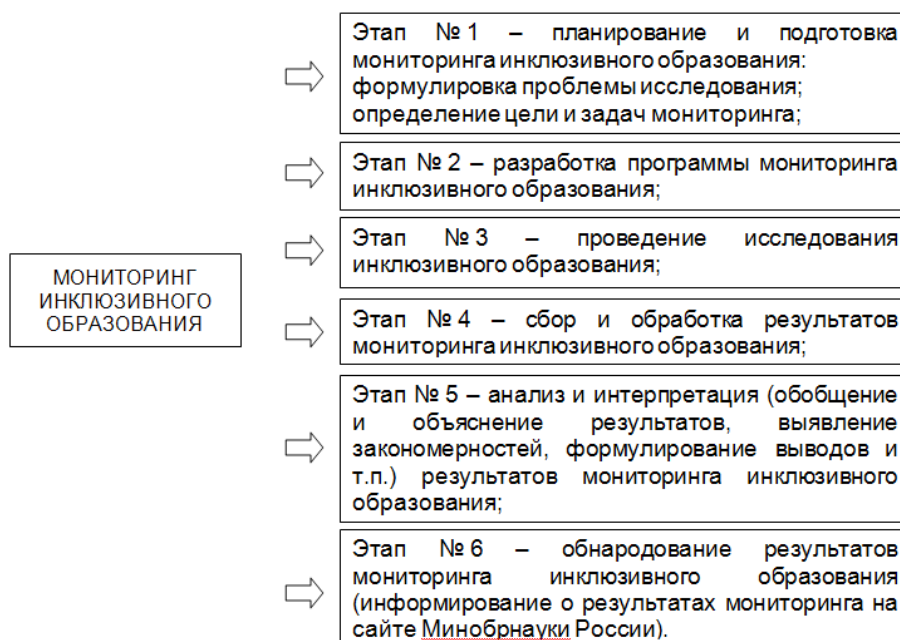 МОНИТОРИНГ
ИНКЛЮЗИВНОГО
ОБРАЗОВАНИЯ
Этап № 1 – планирование и подготовка
мониторинга инклюзивного образования:
формулировка проблемы исследования;
определение цели и задач мониторинга;
Этап № 2 – разработка программы мониторинга
инклюзивного образования;
Этап № 3 – проведение исследования
инклюзивного образования;
Этап № 4 – сбор и обработка результатов
мониторинга инклюзивного образования;
Этап № 5 – анализ и интерпретация (обобщение
и объяснение результатов, выявление
закономерностей, формулирование выводов и
т.п.) результатов мониторинга инклюзивного
образования;
Этап № 6 – обнародование результатов
мониторинга инклюзивного образования
(информирование о результатах мониторинга на
сайте Минобрнауки России).